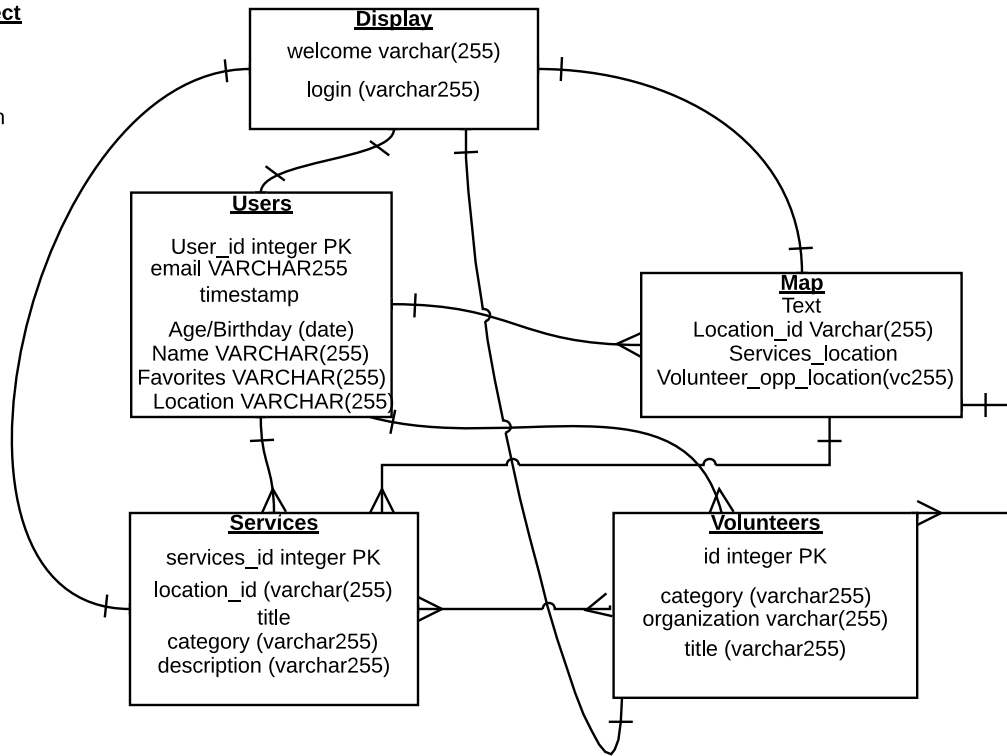 ect
n
Display
welcome varchar(255)
login (varchar255)
Users
User_id integer PK
email VARCHAR255
timestamp
Age/Birthday (date)
Name VARCHAR(255)
Favorites VARCHAR(255)
Location VARCHAR(255)
Map
Text
Location_id Varchar(255)
Services_location
Volunteer_opp_location(vc255)
Services
services_id integer PK
location_id (varchar(255)
title
category (varchar255)
description (varchar255)
Volunteers
id integer PK
category (varchar255)
organization varchar(255)
title (varchar255)